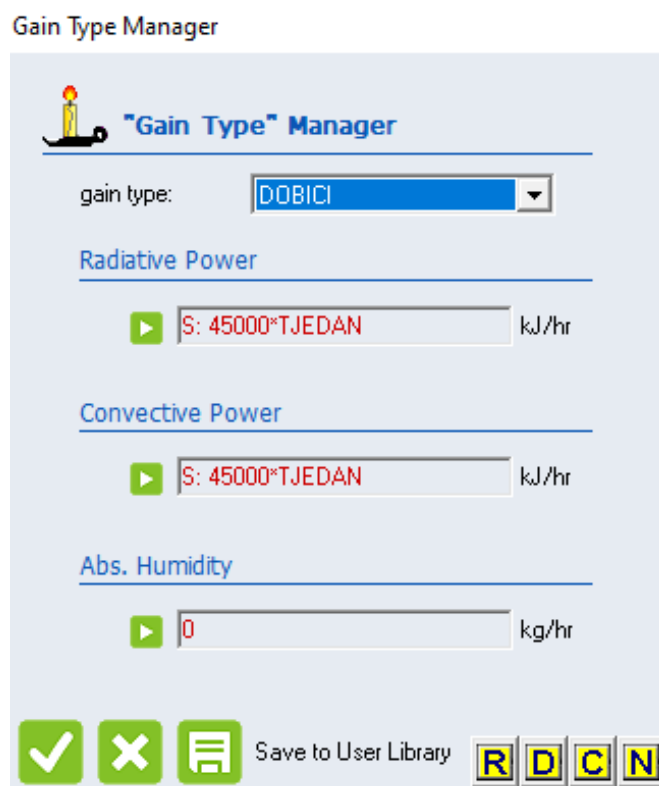 Gain Type Manager
"Gain Type" Manager
gain type: DOBICI
Radiative Power
S: 45000*TJEDAN kJ/hr
Convective Power
S: 45000*TJEDAN kJ/hr
Abs. Humidity
0 kg/hr
Save to User Library R D C N